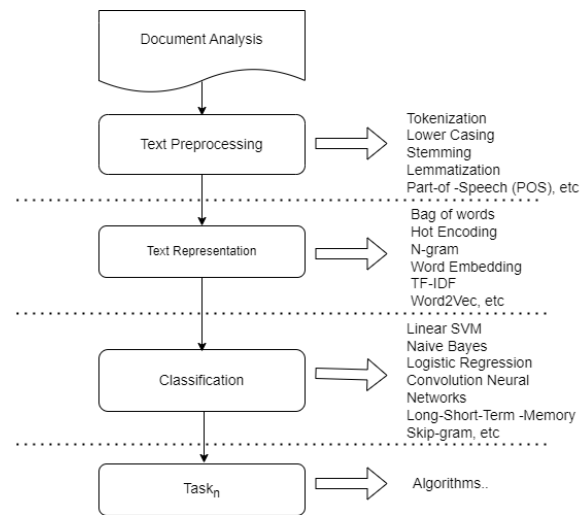 Document Analysis
Text Preprocessing
Tokenization
Lower Casing
Stemming
Lemmatization
Part-of -Speech (POS), etc
Text Representation
Bag of words
Hot Encoding
N-gram
Word Embedding
TF-IDF
Word2Vec, etc
Classification
Linear SVM
Naive Bayes
Logistic Regression
Convolution Neural
Networks
Long-Short-Term -Memory
Skip-gram, etc
Taskn
Algorithms..